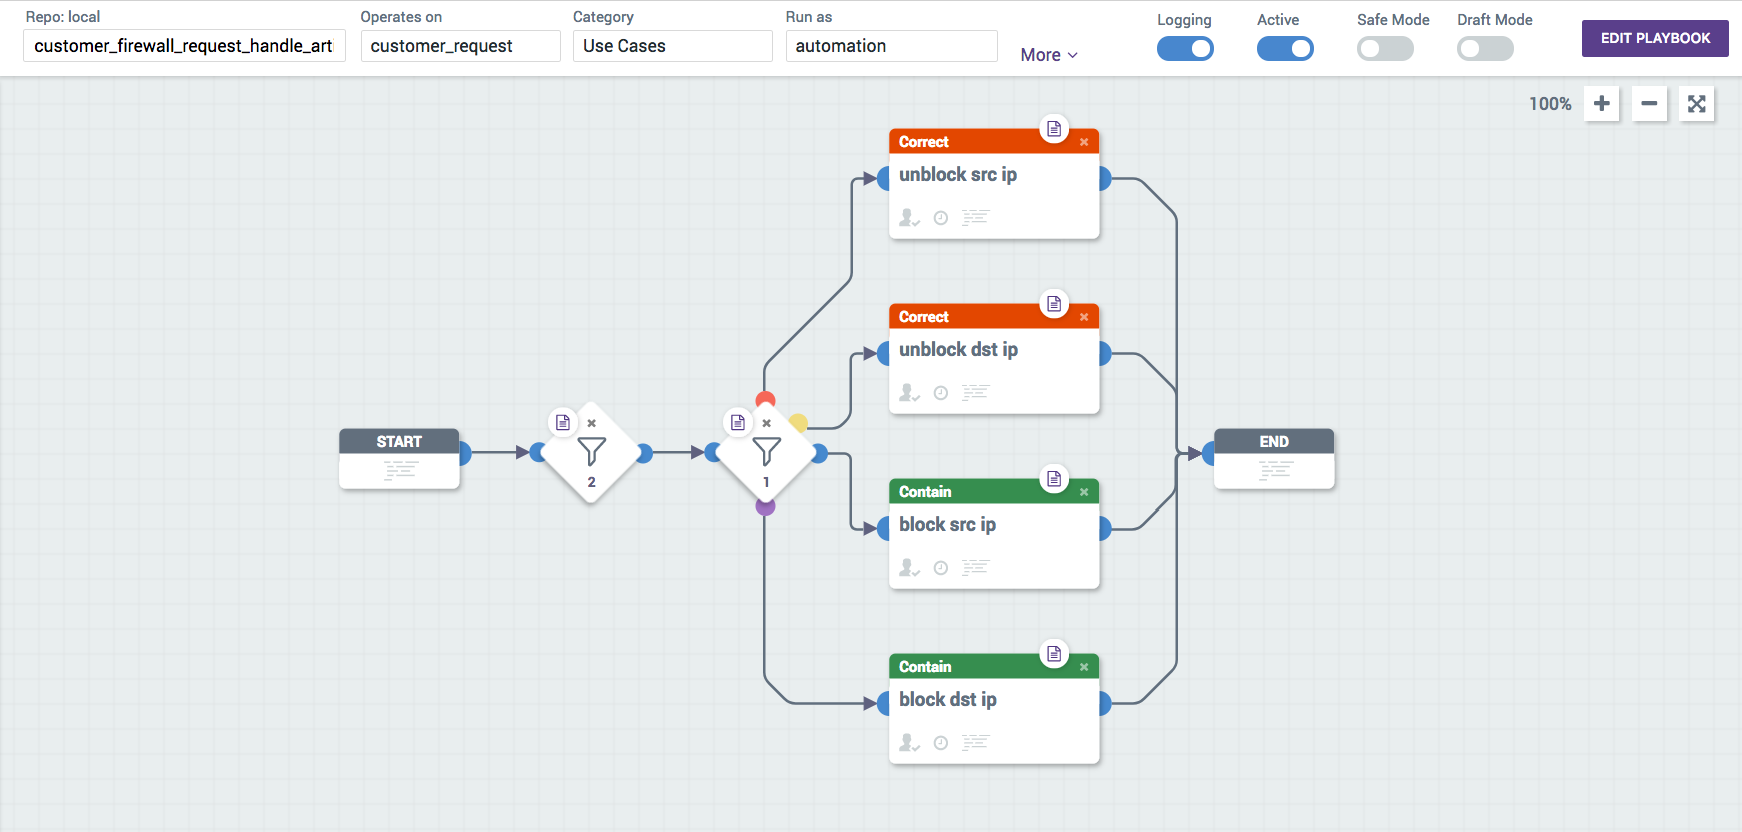 Repo: local
Operates on
Category
Run as
customer_firewall_request_handle_arti
customer_request
Use Cases
automation
More
Logging
Active
Safe Mode
Draft Mode
EDIT PLAYBOOK
100%
Correct
unblock src ip
Correct
unblock dst ip
START
2
1
END
Contain
block src ip
Contain
block dst ip